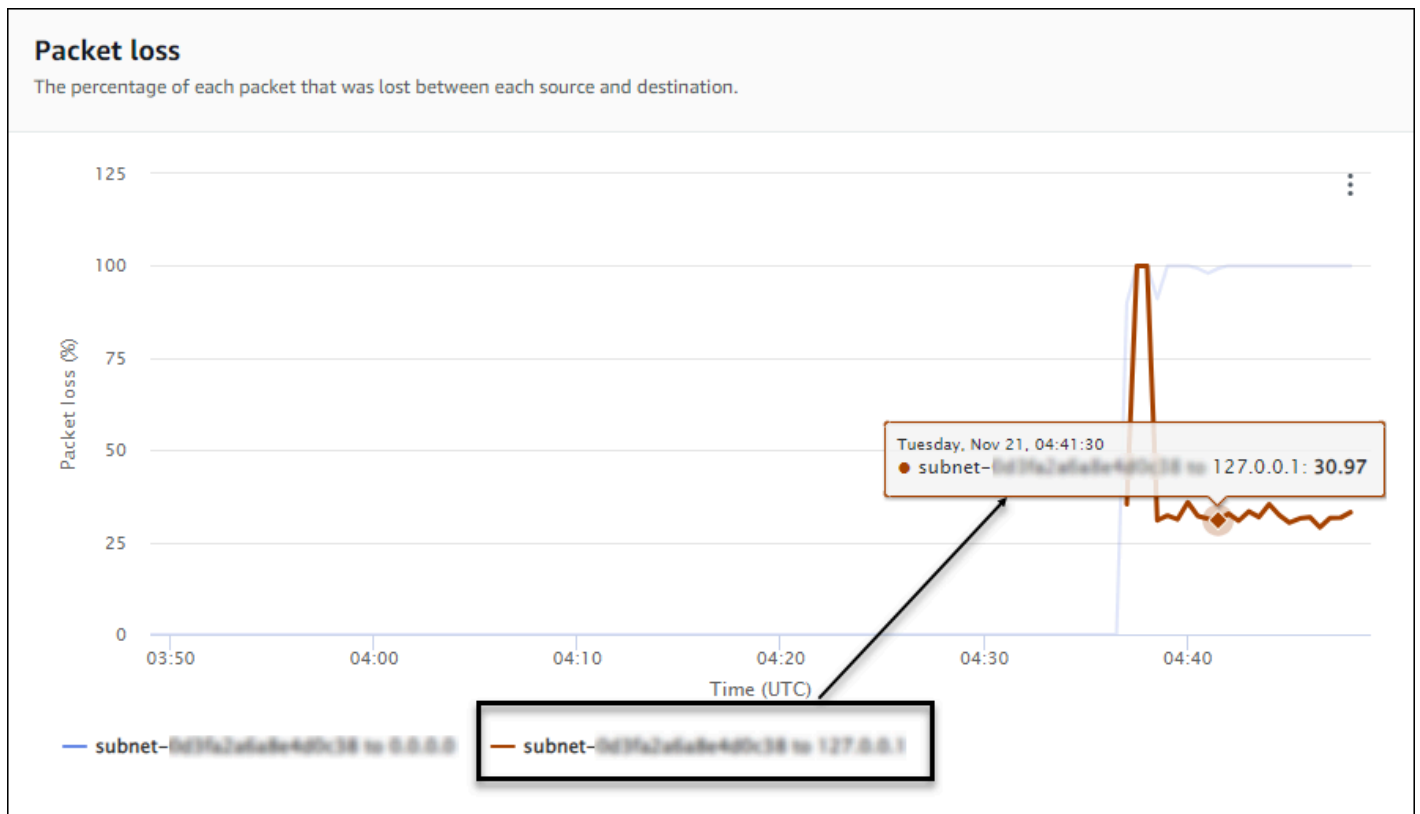 Packet loss
The percentage of each packet that was lost between each source and destination.
125
100
75
50
25
0
Packet loss (%)
Tuesday, Nov 21, 04:41:30
subnet- 127.0.0.1: 30.97
03:50 04:00 04:10 04:20 04:30 04:40
Time (UTC)
subnet- subnet-